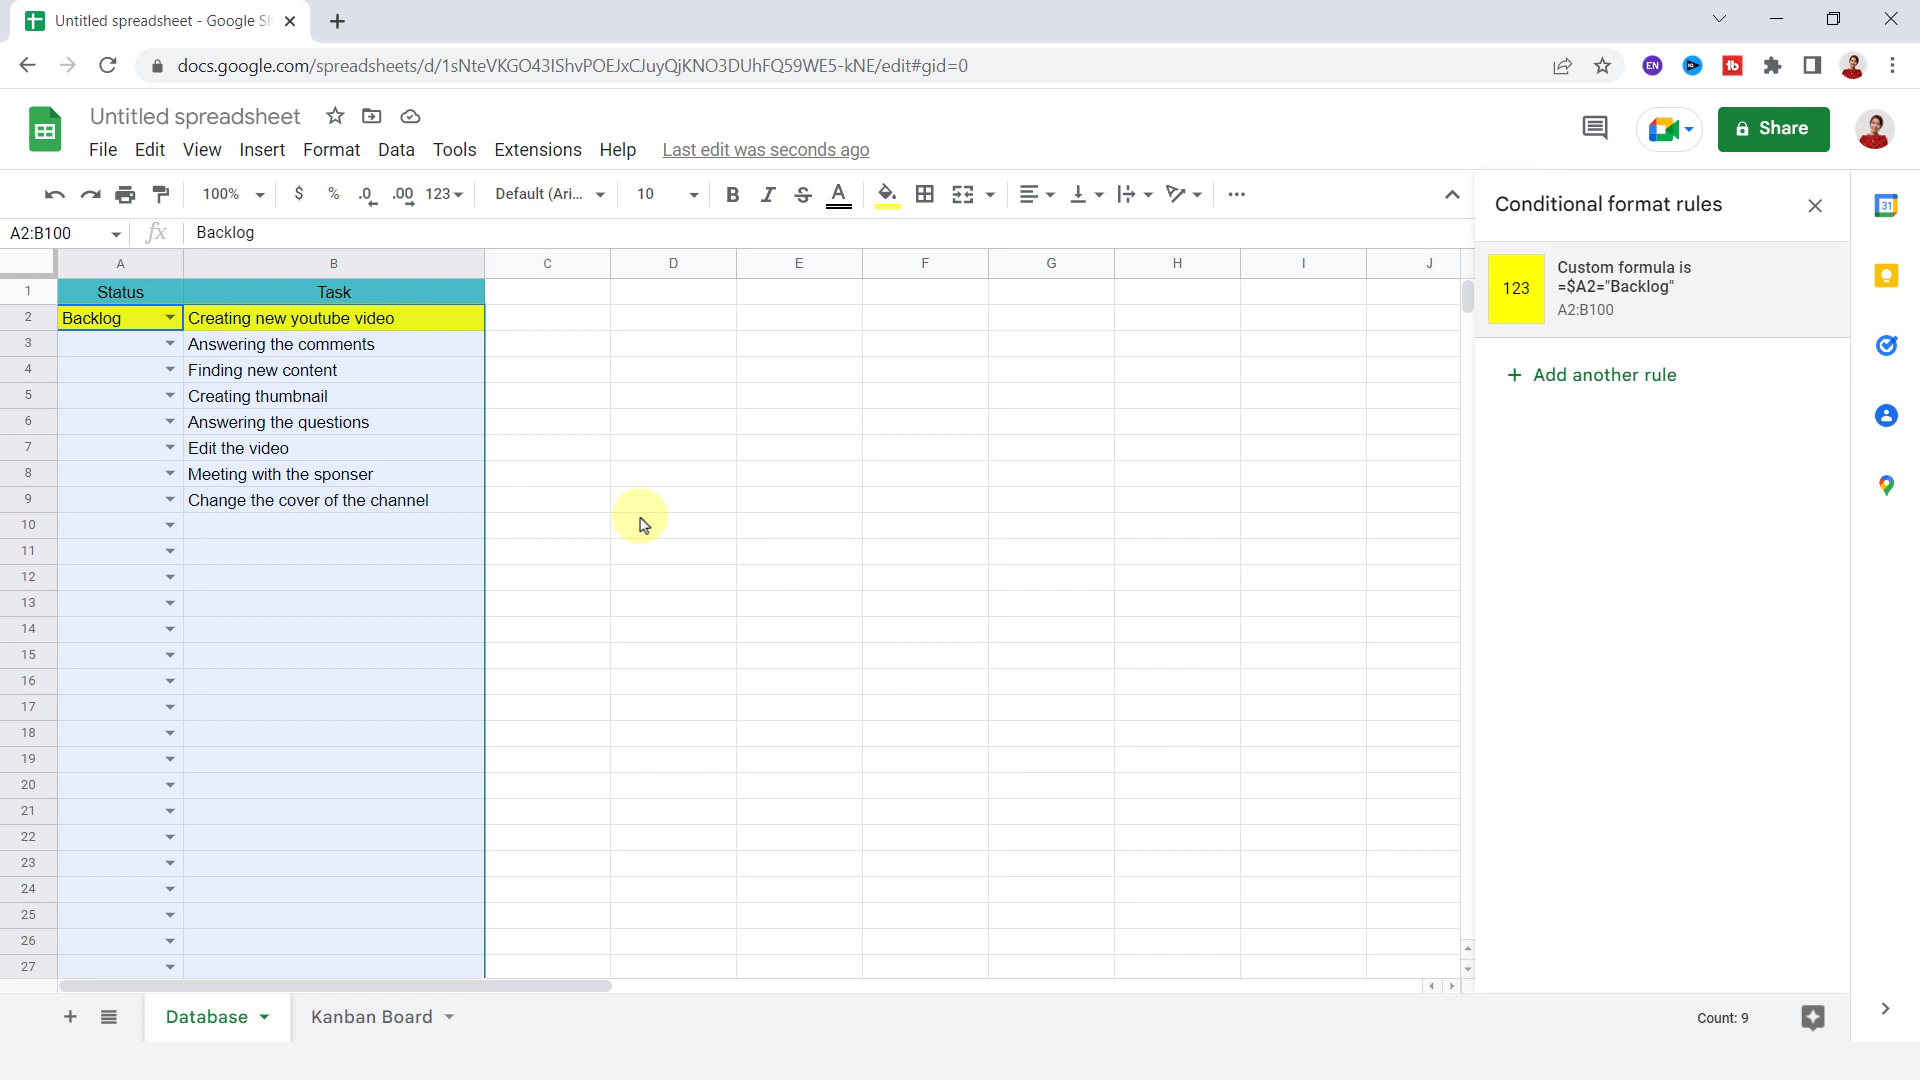 Untitled spreadsheet - Google Sh
docs.google.com/spreadsheets/d/1sNteVKGO43IShvPOEJxCJuyQjKNO3DUhFQ59WE5-kNE/edit#gid=0
EN
Untitled spreadsheet
File Edit View Insert Format Data Tools Extensions Help Last edit was seconds ago
Share
100% $ % .0 .00 123 Default (Ari... 10 B I S A
A2:B100 fx Backlog
Conditional format rules
31
123
Custom formula is
=$A2="Backlog"
A2:B100
Add another rule
A B C D E F G H I J
1 Status Task
2 Backlog Creating new youtube video
3 Answering the comments
4 Finding new content
5 Creating thumbnail
6 Answering the questions
7 Edit the video
8 Meeting with the sponser
9 Change the cover of the channel
10
11
12
13
14
15
16
17
18
19
20
21
22
23
24
25
26
27
Database Kanban Board Count: 9